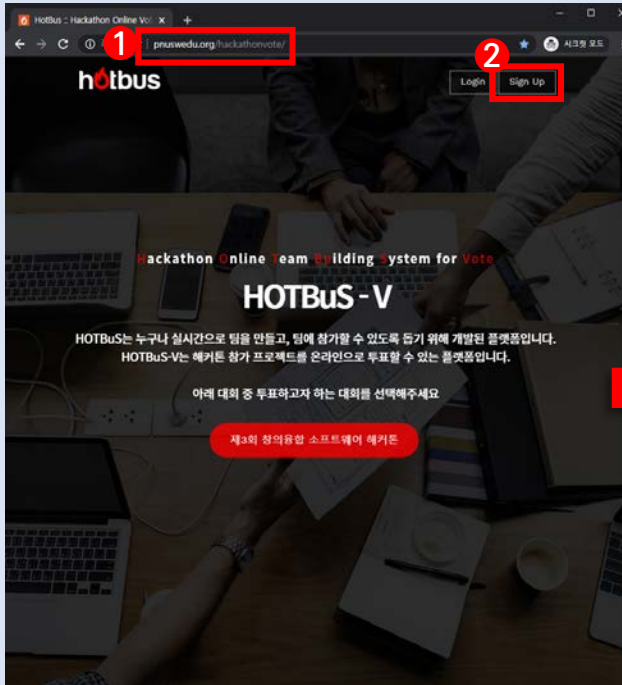 HotBus :: Hackathon Online Vot
1
pnuswedu.org/hackathonvote/
시크릿 모드
2
hotbus
Login
Sign Up
Hackathon Online Team Building System for Vote
HOTBuS - V
HOTBuS는 누구나 실시간으로 팀을 만들고, 팀에 참가할 수 있도록 돕기 위해 개발된 플랫폼입니다.
HOTBuS-V는 해커톤 참가 프로젝트를 온라인으로 투표할 수 있는 플랫폼입니다.
아래 대회 중 투표하고자 하는 대회를 선택해주세요
제3회 창의융합 소프트웨어 해커톤